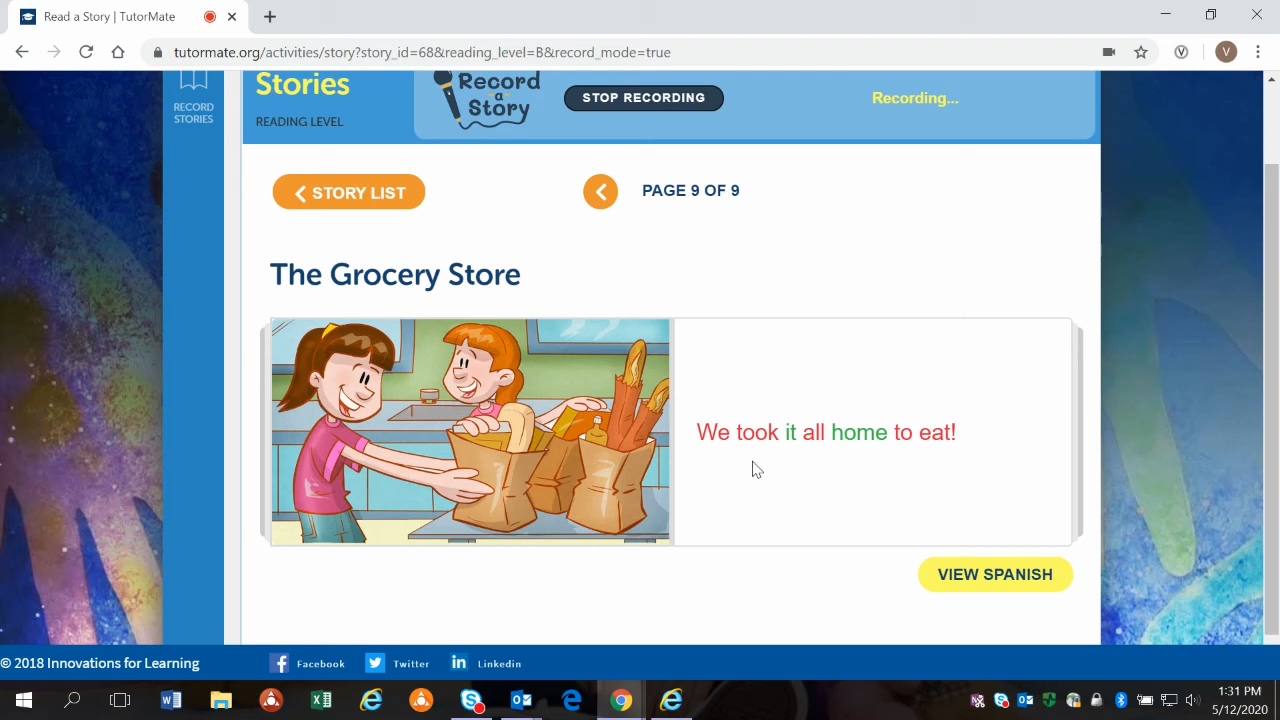 Read a Story | TutorMate
tutormate.org/activities/story?story_id=68&reading_level=B&record_mode=true
V
V
RECORD
STORIES
Stories
READING LEVEL
Record
a
Story
STOP RECORDING
Recording...
STORY LIST
PAGE 9 OF 9
The Grocery Store
We took it all home to eat!
VIEW SPANISH
© 2018 Innovations for Learning
Facebook
Twitter
Linkedin
1:31 PM
5/12/2020